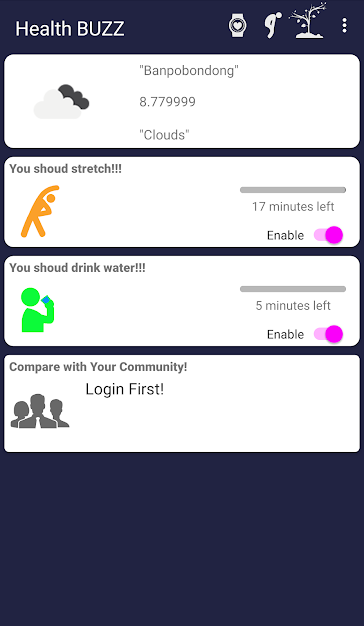 Health BUZZ
"Banpobondong"
8.779999
"Clouds"
You shoud stretch!!!
17 minutes left
Enable
You shoud drink water!!!
5 minutes left
Enable
Compare with Your Community!
Login First!